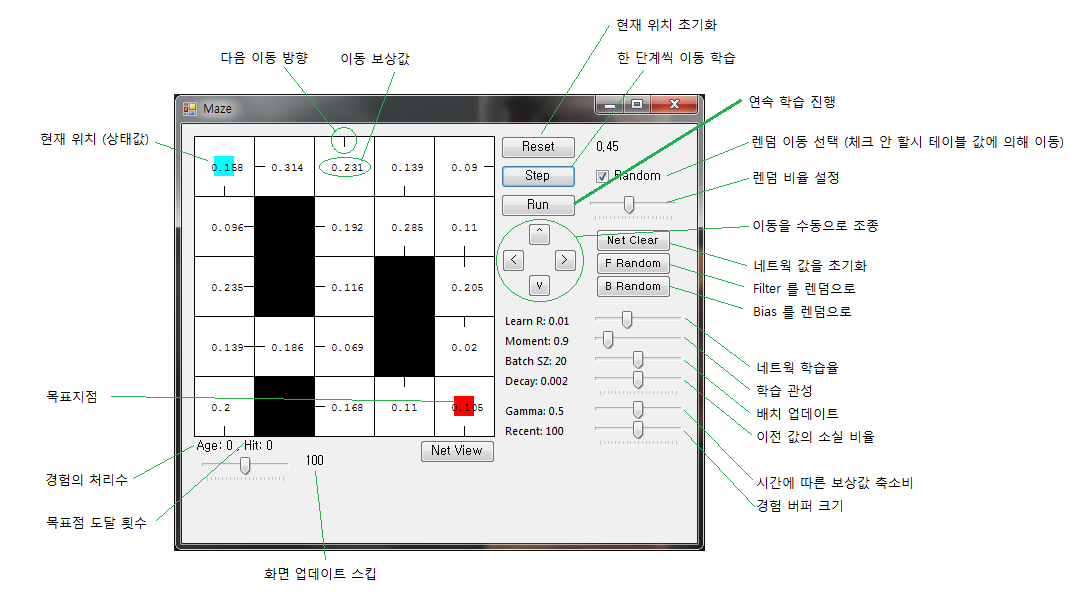 현재 위치 초기화
다음 이동 방향
이동 보상값
한 단계씩 이동 학습
연속 학습 진행
Maze
현재 위치 (상태값)
렌덤 이동 선택 (체크 안 할시 테이블 값에 의해 이동)
Reset
0,45
0.158 0.314 0.231 0.139 0.09
Step
Random
렌덤 비율 설정
Run
0.096 0.192 0.285 0.11
이동을 수동으로 조종
^
Net Clear
네트웍 값을 초기화
< >
F Random
Filter 를 렌덤으로
0.235 0.116 0.205
v
B Random
Bias 를 렌덤으로
Learn R: 0.01
0.139 0.186 0.069 0.02
Moment: 0.9
Batch SZ: 20
네트웍 학습율
Decay: 0.002
학습 관성
목표지점
0.2 0.168 0.11 0.105
Gamma: 0.5
배치 업데이트
Recent: 100
이전 값의 소실 비율
Age: 0 , Hit: 0
Net View
100
경험의 처리수
시간에 따른 보상값 축소비
경험 버퍼 크기
목표점 도달 횟수
화면 업데이트 스킵